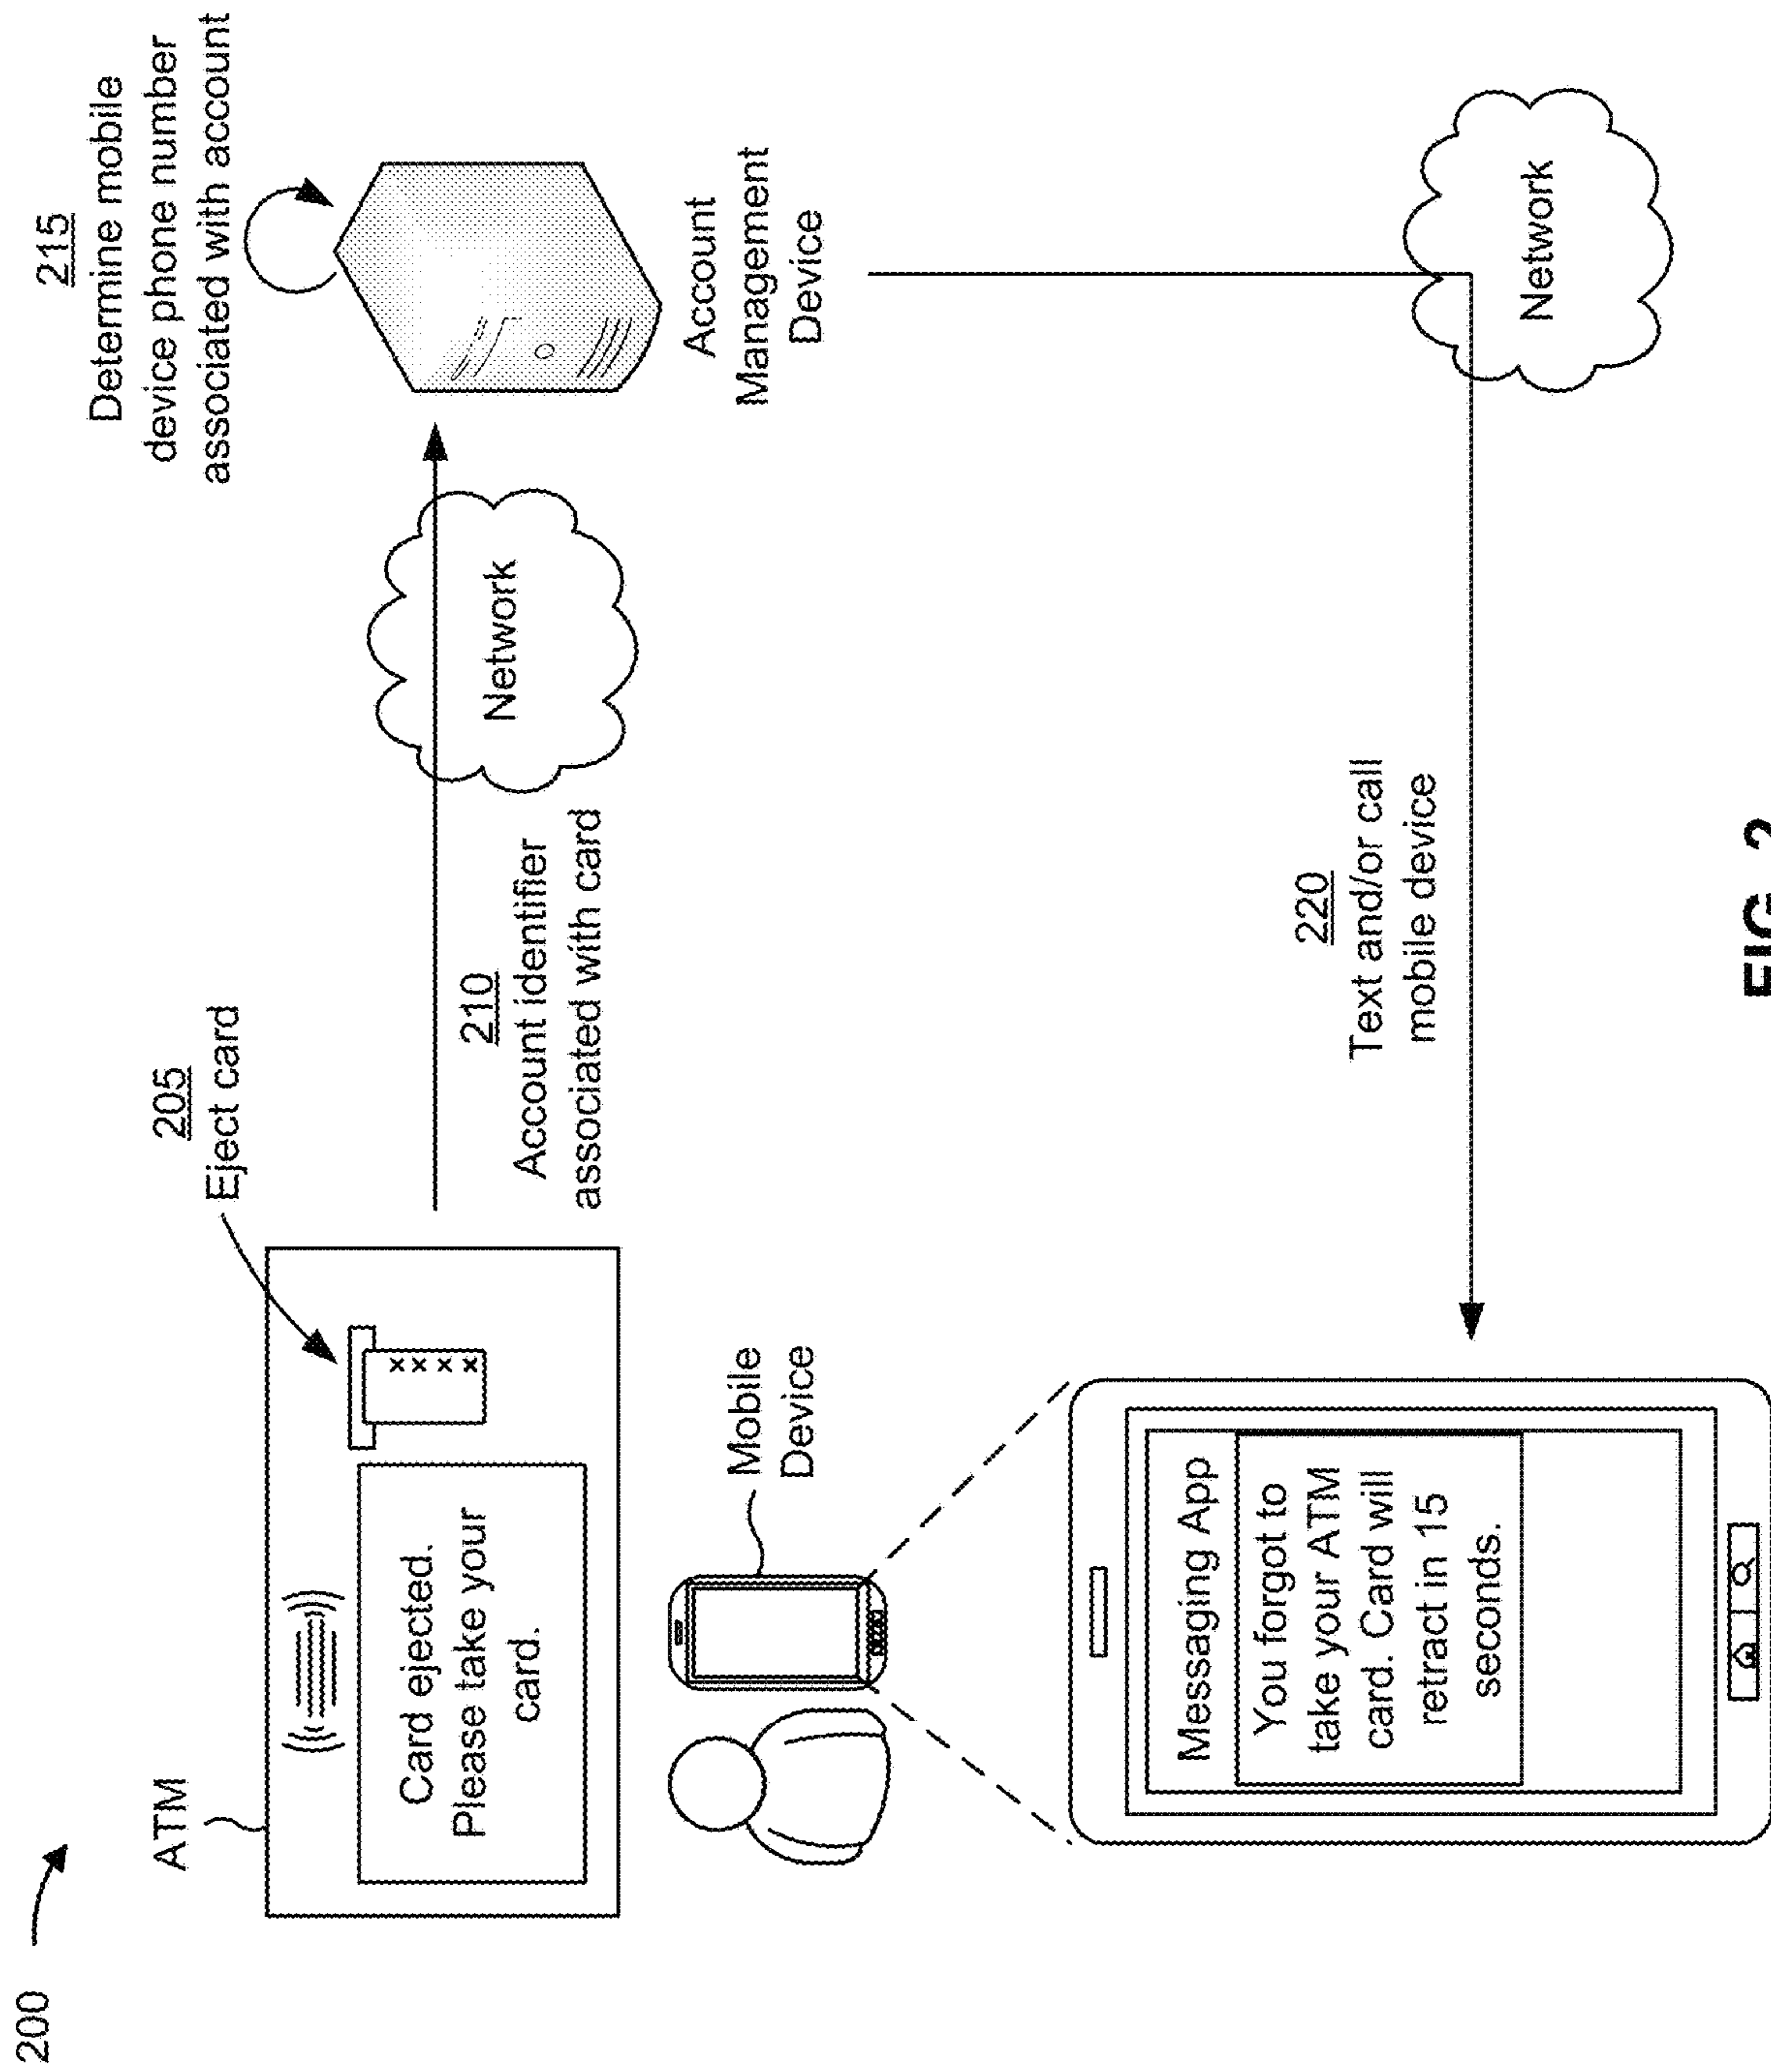 200
ATM
Card ejected.
Please take your
card.
205
Eject card
210
Account identifier
associated with card
Network
215
Determine mobile
device phone number
associated with account
Account
Management
Device
Mobile
Device
Messaging App
You forgot to
take your ATM
card. Card will
retract in 15
seconds.
220
Text and/or call
mobile device
Network
FIG. 2